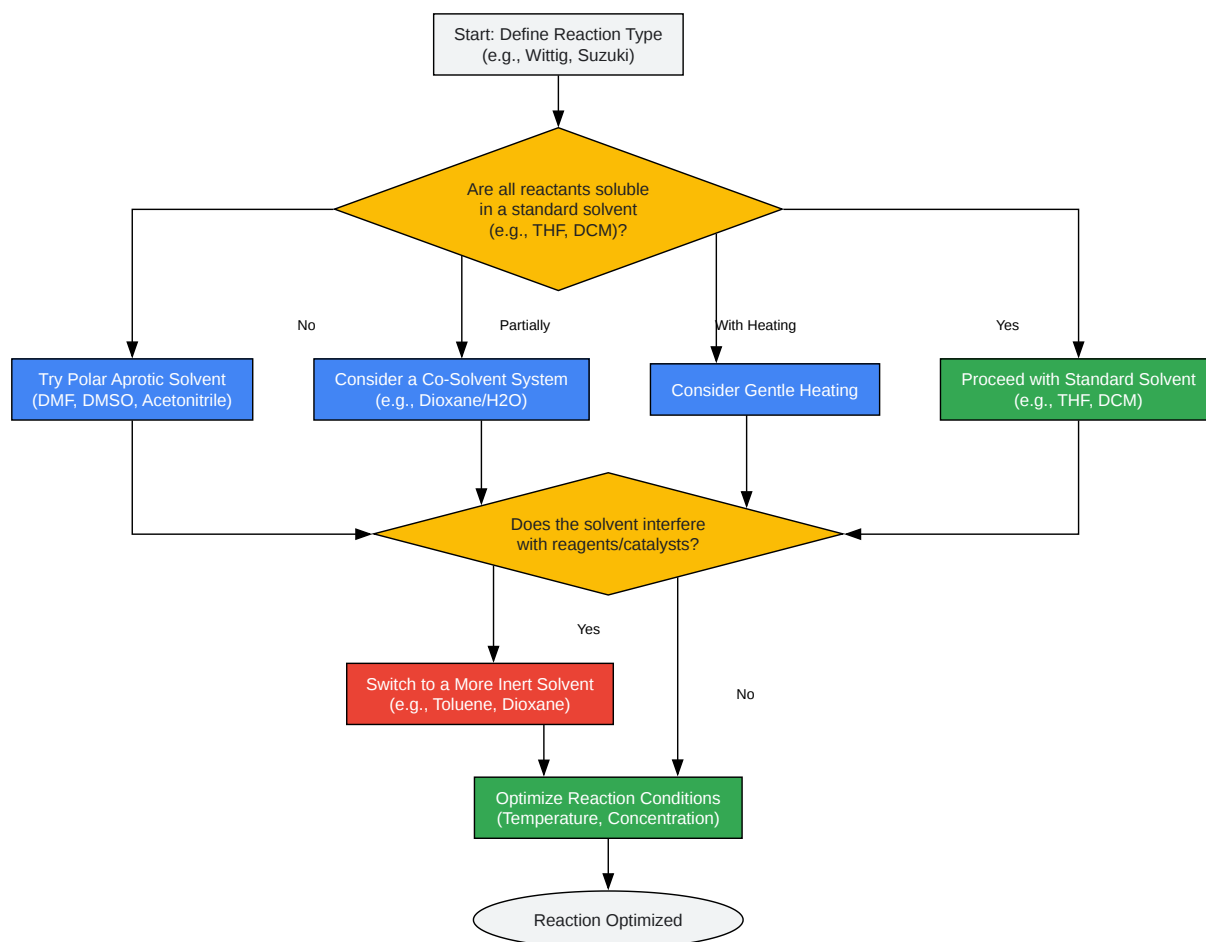 Start: Define Reaction Type
(e.g., Wittig, Suzuki)
Are all reactants soluble
in a standard solvent
(e.g., THF, DCM)?
No
Partially
With Heating
Yes
Try Polar Aprotic Solvent
(DMF, DMSO, Acetonitrile)
Consider a Co-Solvent System
(e.g., Dioxane/H2O)
Consider Gentle Heating
Proceed with Standard Solvent
(e.g., THF, DCM)
Does the solvent interfere
with reagents/catalysts?
Yes
Switch to a More Inert Solvent
(e.g., Toluene, Dioxane)
No
Optimize Reaction Conditions
(Temperature, Concentration)
Reaction Optimized